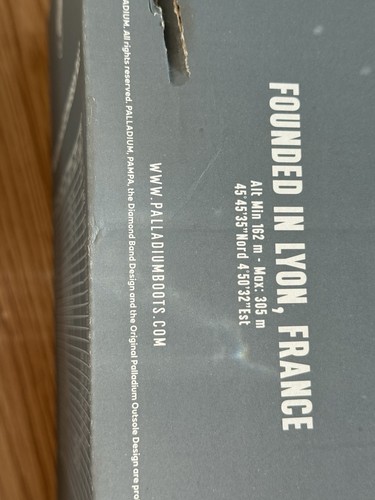 FOUNDED IN LYON, FRANCE
Alt Min 162 m - Max: 305 m
45°45'35"Nord 4°50'32"Est
WWW.PALLADIUMBOOTS.COM
ADIUM. All rights reserved. PALLADIUM, PAMPA, the Diamond Band Design and the Original Palladium Outsole Design are pro